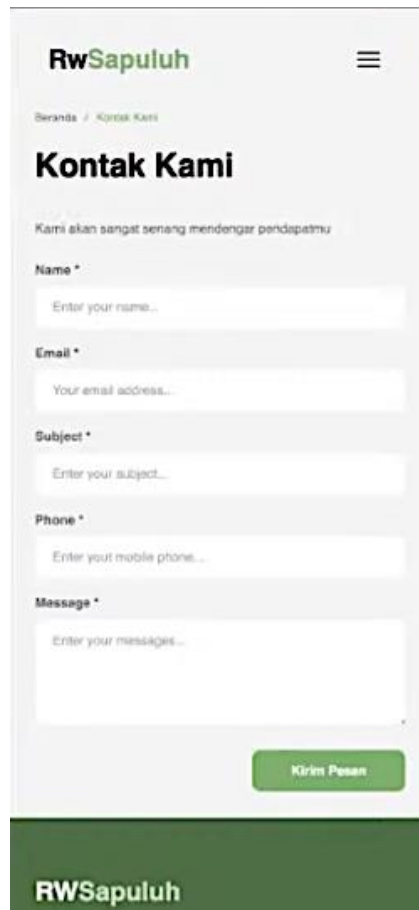 RwSapuluh
Beranda / Kontak Kami
Kontak Kami
Kami akan sangat senang mendengar pendapatmu
Name *
Enter your name...
Email *
Your email address...
Subject *
Enter your subject...
Phone *
Enter yout mobile phone...
Message *
Enter your messages...
Kirim Pesan
RWSapuluh